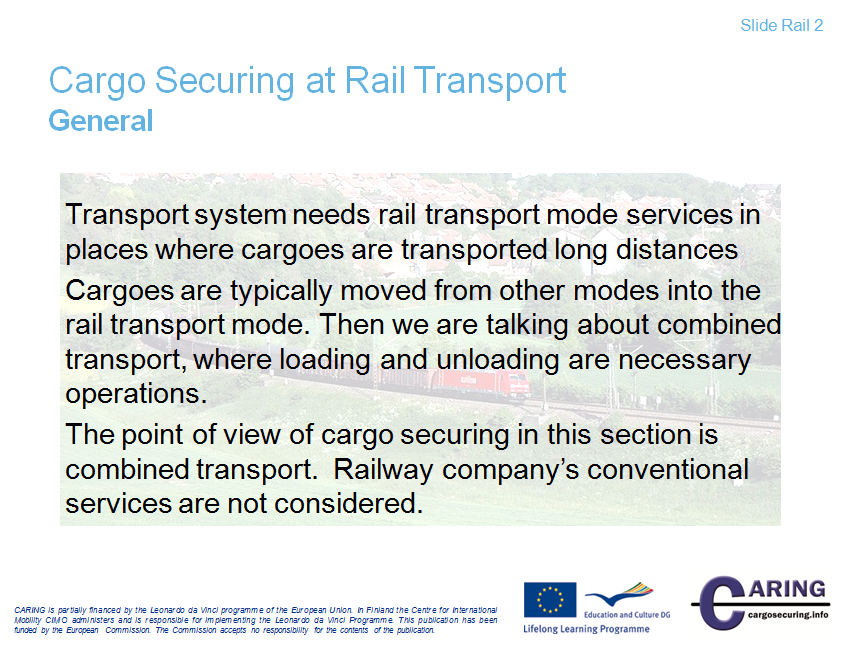 Slide Rail 2
Cargo Securing at Rail Transport
General
Transport system needs rail transport mode services in
places where cargoes are transported long distances
Cargoes are typically moved from other modes into the
rail transport mode. Then we are talking about combined
transport, where loading and unloading are necessary
operations.
The point of view of cargo securing in this section is
combined transport.  Railway company’s conventional
services are not considered.
CARING is partially financed by the Leonardo da Vinci programme of the European Union. In Finland the Centre for International
Mobility CIMO administers and is responsible for implementing the Leonardo da Vinci Programme. This publication has been
funded by the European Commission. The Commission accepts no responsibility for the contents of the publication.
Education and Culture DG
Lifelong Learning Programme
CARING
cargosecuring.info